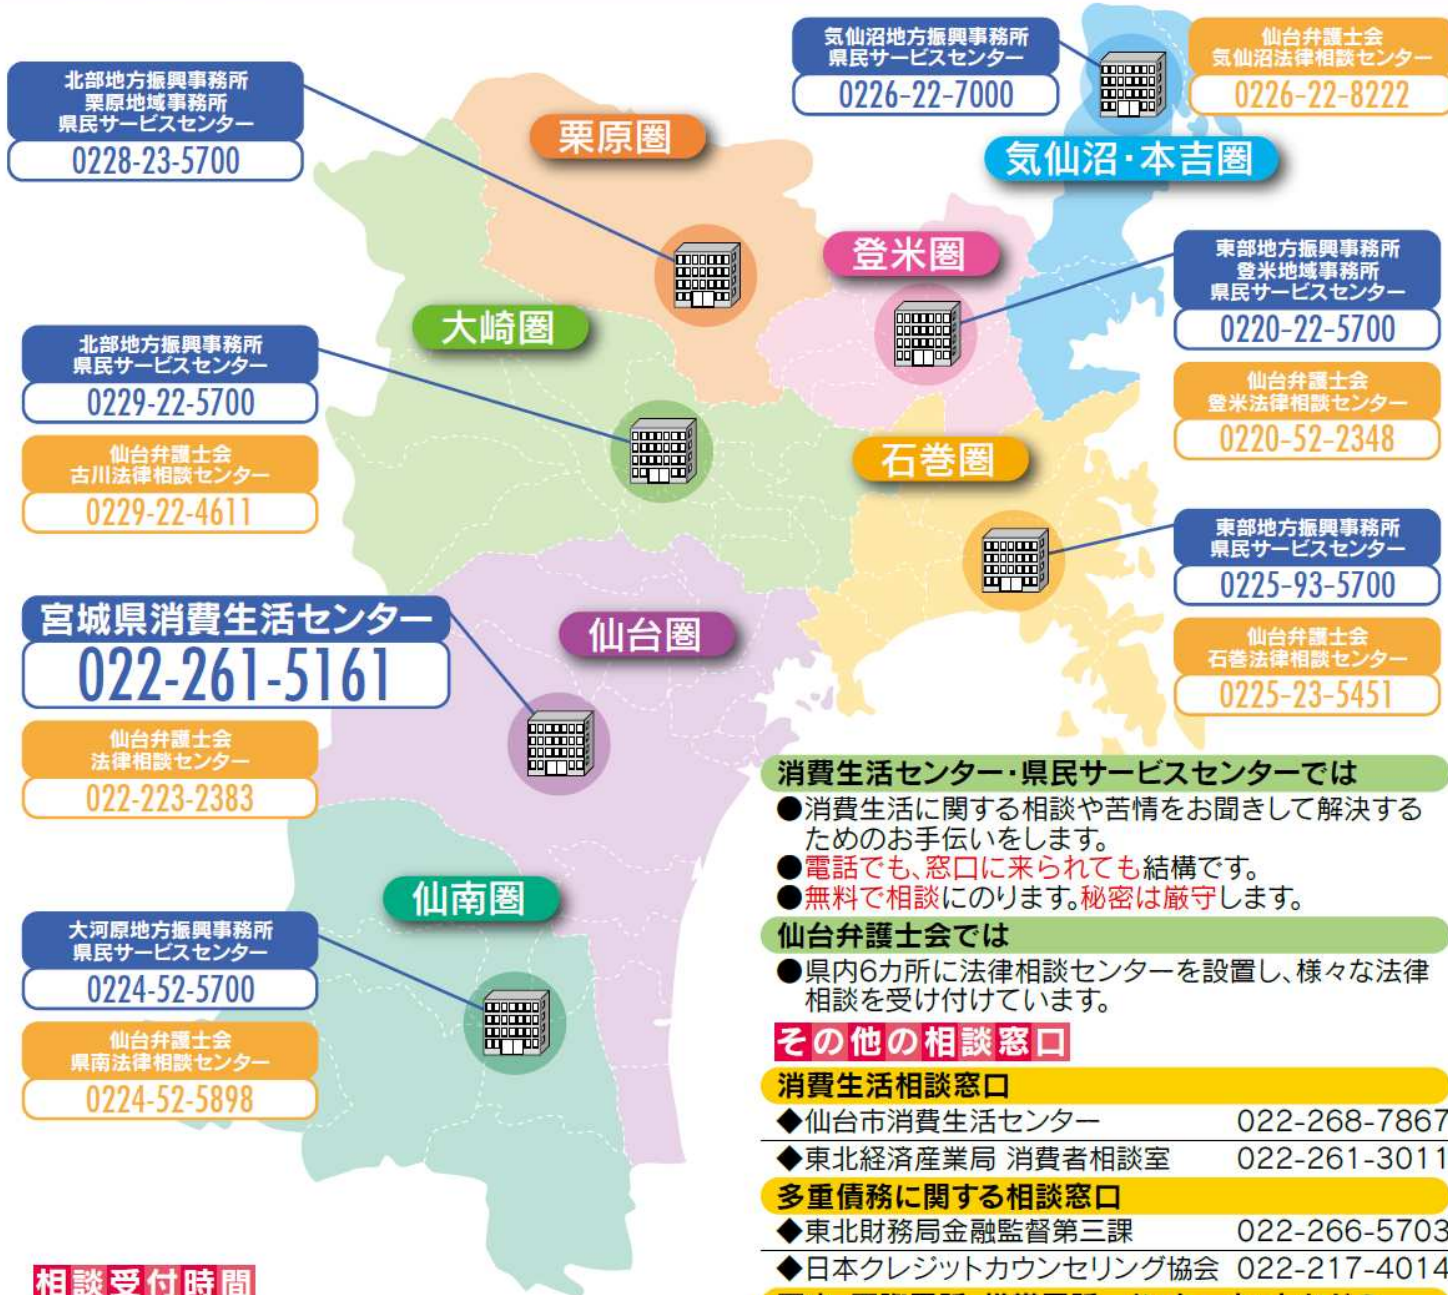 気仙沼地方振興事務所
県民サービスセンター
0226-22-7000
仙台弁護士会
気仙沼法律相談センター
0226-22-8222
北部地方振興事務所
栗原地域事務所
県民サービスセンター
0228-23-5700
栗原圏
気仙沼・本吉圏
登米圏
東部地方振興事務所
登米地域事務所
県民サービスセンター
0220-22-5700
仙台弁護士会
登米法律相談センター
0220-52-2348
大崎圏
北部地方振興事務所
県民サービスセンター
0229-22-5700
仙台弁護士会
古川法律相談センター
0229-22-4611
石巻圏
東部地方振興事務所
県民サービスセンター
0225-93-5700
仙台弁護士会
石巻法律相談センター
0225-23-5451
宮城県消費生活センター
022-261-5161
仙台弁護士会
法律相談センター
022-223-2383
仙台圏
仙南圏
大河原地方振興事務所
県民サービスセンター
0224-52-5700
仙台弁護士会
県南法律相談センター
0224-52-5898
消費生活センター・県民サービスセンターでは
●消費生活に関する相談や苦情をお聞きして解決する
ためのお手伝いをします。
●電話でも、窓口に来られても結構です。
●無料で相談にのります。秘密は厳守します。
仙台弁護士会では
●県内6カ所に法律相談センターを設置し、様々な法律
相談を受け付けています。
その他の相談窓口
消費生活相談窓口
◆仙台市消費生活センター 022-268-7867
◆東北経済産業局 消費者相談室 022-261-3011
多重債務に関する相談窓口
◆東北財務局金融監督第三課 022-266-5703
◆日本クレジットカウンセリング協会 022-217-4014
相談受付時間